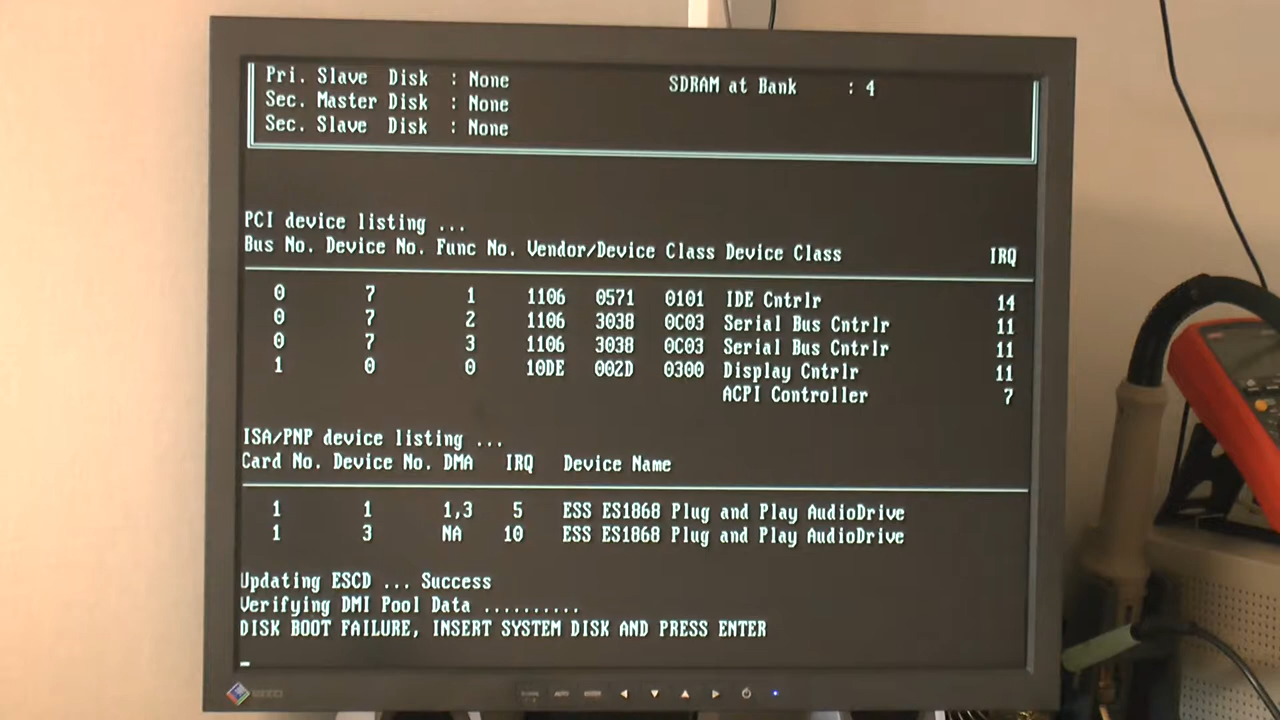 Pri. Slave Disk : None SDRAM at Bank : 4
Sec. Master Disk : None
Sec. Slave Disk : None
PCI device listing ...
Bus No. Device No. Func No. Vendor/Device Class Device Class IRQ
0 7 1 1106 0571 0101 IDE Cntrlr 14
0 7 2 1106 3038 0C03 Serial Bus Cntrlr 11
0 7 3 1106 3038 0C03 Serial Bus Cntrlr 11
1 0 0 10DE 002D 0300 Display Cntrlr 11
ACPI Controller 7
ISA/PNP device listing ...
Card No. Device No. DMA IRQ Device Name
1 1 1,3 5 ESS ES1868 Plug and Play AudioDrive
1 3 NA 10 ESS ES1868 Plug and Play AudioDrive
Updating ESCD ... Success
Verifying DMI Pool Data ..........
DISK BOOT FAILURE, INSERT SYSTEM DISK AND PRESS ENTER
_